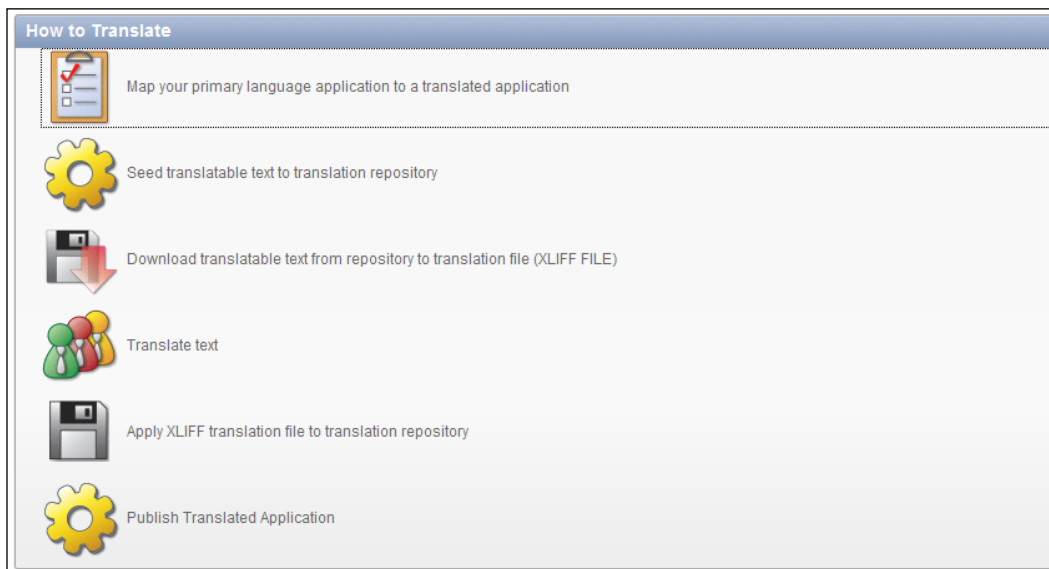 How to Translate
Map your primary language application to a translated application
Seed translatable text to translation repository
Download translatable text from repository to translation file (XLIFF FILE)
Translate text
Apply XLIFF translation file to translation repository
Publish Translated Application